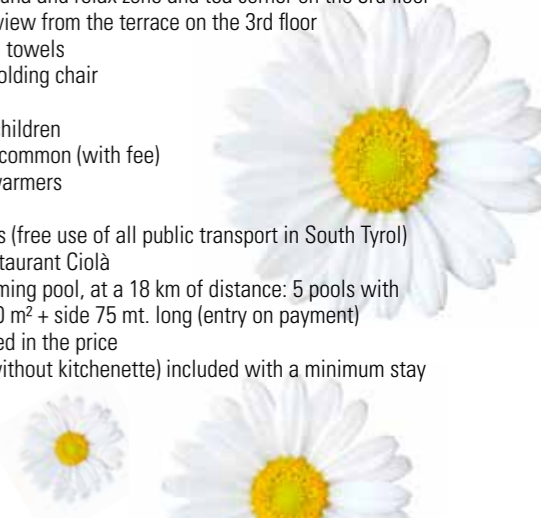 and relax zone and tea corner on the 3rd floor
view from the terrace on the 3rd floor
towels
olding chair
hildren
common (with fee)
armers
s (free use of all public transport in South Tyrol)
taurant Ciolà
ming pool, at a 18 km of distance: 5 pools with
0 m² + side 75 mt. long (entry on payment)
ed in the price
vithout kitchenette) included with a minimum stay